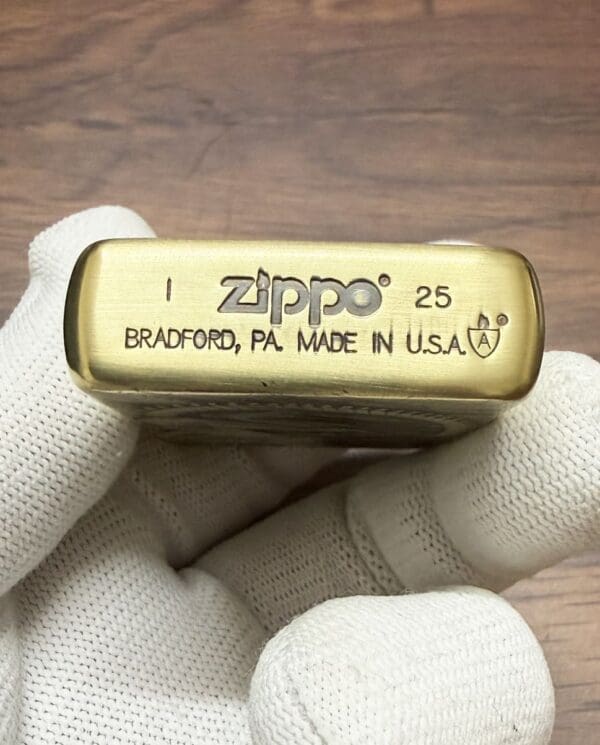 I zippo® 25
BRADFORD, PA. MADE IN U.S.A. A